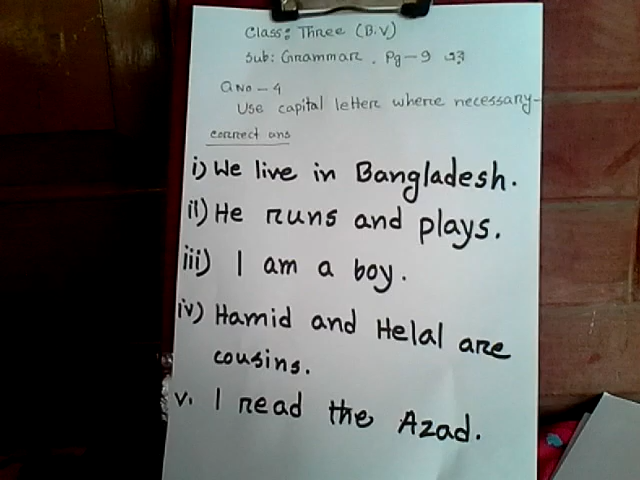 Class: Three (B.V)
Sub: Grammar. Pg-9 এর
Q NO-4
Use capital letter where necessary-
correct ans
i) We live in Bangladesh.
ii) He runs and plays.
iii) I am a boy.
iv) Hamid and Helal are
cousins.
v. I read the Azad.